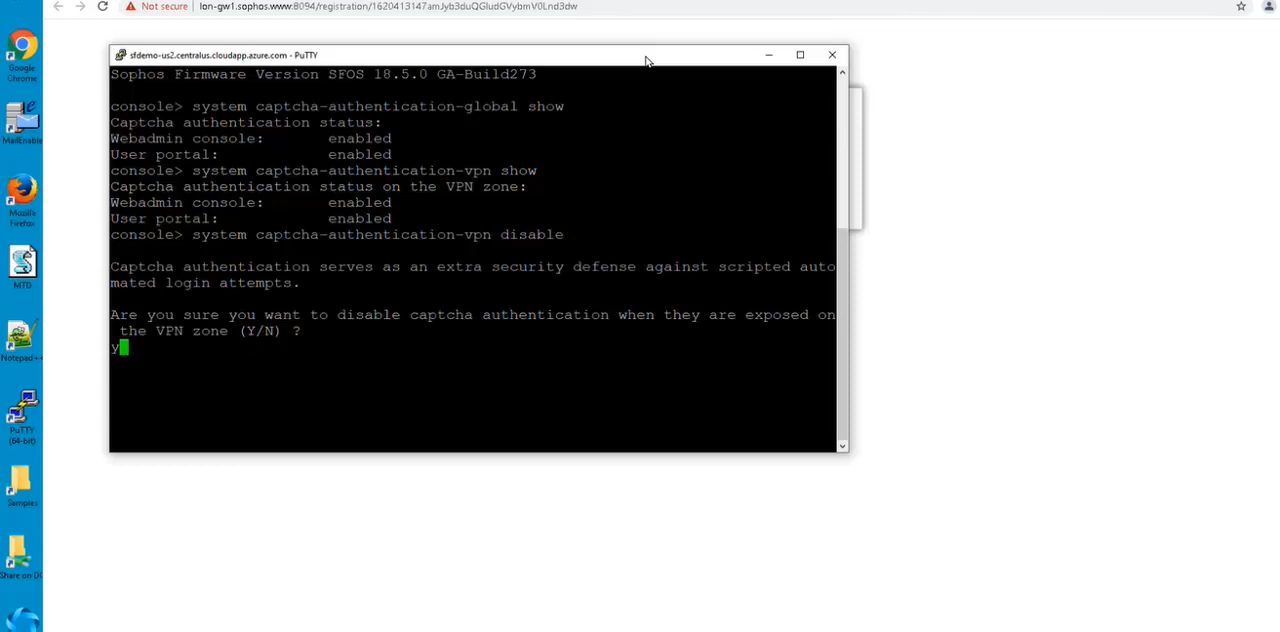 Not secure
lon-gw1.sophos.www:8094/registration/1620413147amJyb3duQGludGVybmV0Lnd3dw
sfdemo-us2.centralus.cloudapp.azure.com - PuTTY
Sophos Firmware Version SFOS 18.5.0 GA-Build273
console> system captcha-authentication-global show
Captcha authentication status:
Webadmin console: enabled
User portal: enabled
console> system captcha-authentication-vpn show
Captcha authentication status on the VPN zone:
Webadmin console: enabled
User portal: enabled
console> system captcha-authentication-vpn disable
Captcha authentication serves as an extra security defense against scripted auto
mated login attempts.
Are you sure you want to disable captcha authentication when they are exposed on
the VPN zone (Y/N) ?
y
Google
Chrome
MailEnable
Mozilla
Firefox
MTD
Notepad++
PuTTY
(64-bit)
Samples
Share on DC